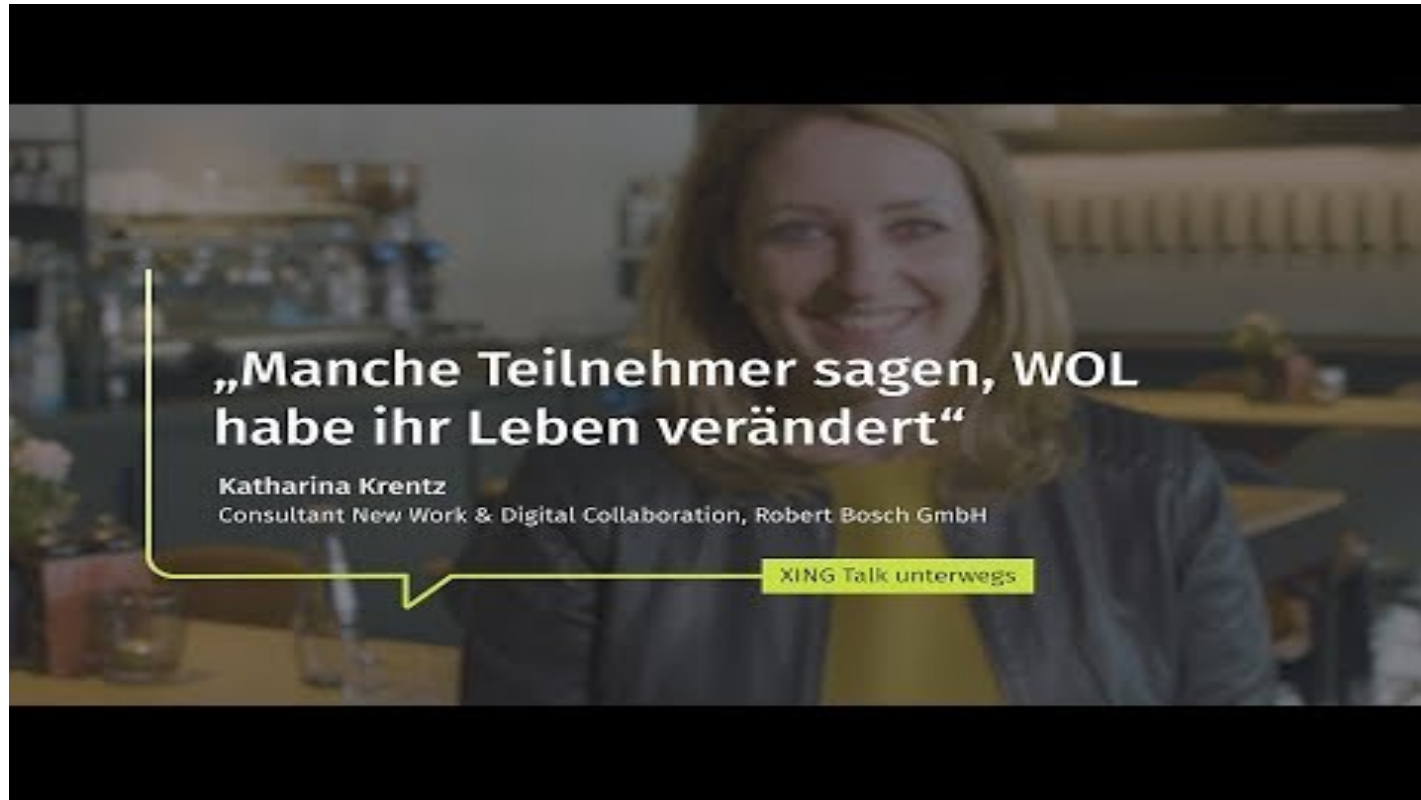 „Manche Teilnehmer sagen, WOL
habe ihr Leben verändert“
Katharina Krentz
Consultant New Work & Digital Collaboration, Robert Bosch GmbH
XING Talk unterwegs